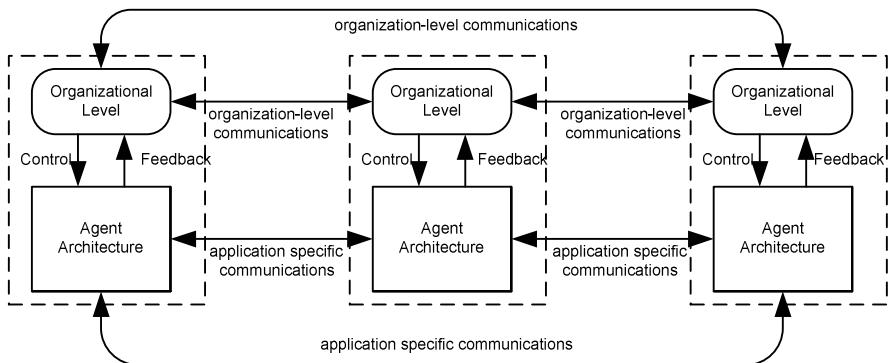 organization-level communications
Organizational
Level
Organizational
Level
Organizational
Level
organization-level
communications
organization-level
communications
Control
Feedback
Control
Feedback
Control
Feedback
Agent
Architecture
Agent
Architecture
Agent
Architecture
application specific
communications
application specific
communications
application specific communications